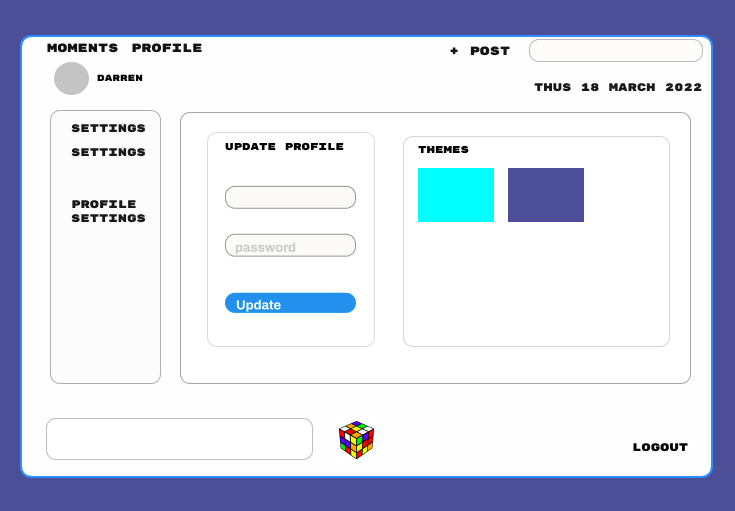 MOMENTS PROFILE
+ POST
DARREN
THUS 18 MARCH 2022
SETTINGS
SETTINGS
PROFILE
SETTINGS
UPDATE PROFILE
password
Update
THEMES
LOGOUT